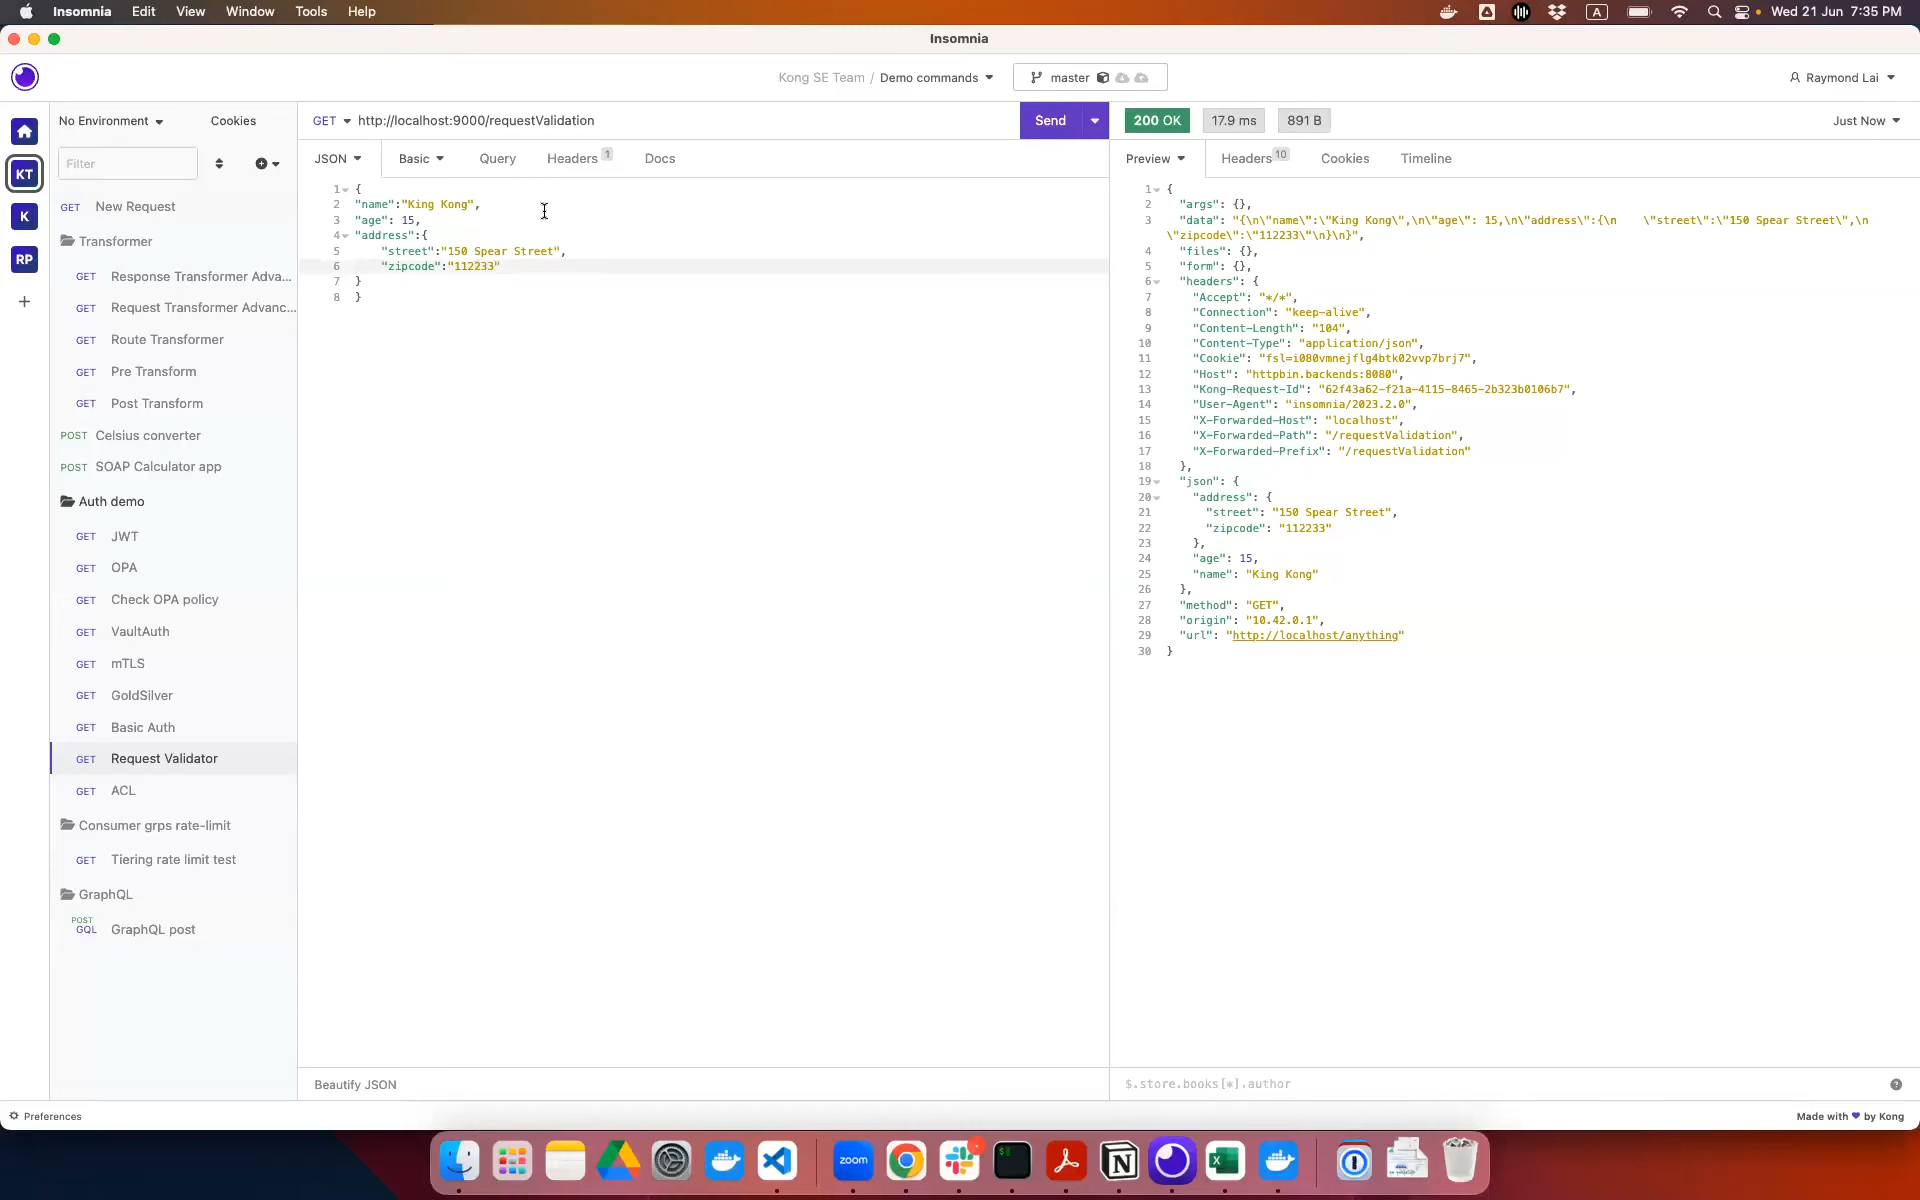 Insomnia Edit View Window Tools Help
A
Wed 21 Jun 7:35 PM
Insomnia
Kong SE Team / Demo commands
master
Raymond Lai
KT
K
RP
+
No Environment
Cookies
Filter
GET New Request
Transformer
GET Response Transformer Adva...
GET Request Transformer Advanc...
GET Route Transformer
GET Pre Transform
GET Post Transform
POST Celsius converter
POST SOAP Calculator app
Auth demo
GET JWT
GET OPA
GET Check OPA policy
GET VaultAuth
GET mTLS
GET GoldSilver
GET Basic Auth
GET Request Validator
GET ACL
Consumer grps rate-limit
GET Tiering rate limit test
GraphQL
POST
GQL GraphQL post
GET http://localhost:9000/requestValidation
Send
JSON Basic Query Headers 1 Docs
1 {
2 "name":"King Kong",
3 "age": 15,
4 "address":{
5 "street":"150 Spear Street",
6 "zipcode":"112233"
7 }
8 }
Beautify JSON
200 OK 17.9 ms 891 B Just Now
Preview Headers 10 Cookies Timeline
1 {
2 "args": {},
3 "data": "{\n\"name\":\"King Kong\",\n\"age\": 15,\n\"address\":{\n    \"street\":\"150 Spear Street\",\n
\"zipcode\":\"112233\"\n}\n}",
4 "files": {},
5 "form": {},
6 "headers": {
7 "Accept": "*/*",
8 "Connection": "keep-alive",
9 "Content-Length": "104",
10 "Content-Type": "application/json",
11 "Cookie": "fsl=i080vmnejflg4btk02vvp7brj7",
12 "Host": "httpbin.backends:8080",
13 "Kong-Request-Id": "62f43a62-f21a-4115-8465-2b323b0106b7",
14 "User-Agent": "insomnia/2023.2.0",
15 "X-Forwarded-Host": "localhost",
16 "X-Forwarded-Path": "/requestValidation",
17 "X-Forwarded-Prefix": "/requestValidation"
18 },
19 "json": {
20 "address": {
21 "street": "150 Spear Street",
22 "zipcode": "112233"
23 },
24 "age": 15,
25 "name": "King Kong"
26 },
27 "method": "GET",
28 "origin": "10.42.0.1",
29 "url": "http://localhost/anything"
30 }
$.store.books[*].author
Preferences
Made with ♥ by Kong
zoom